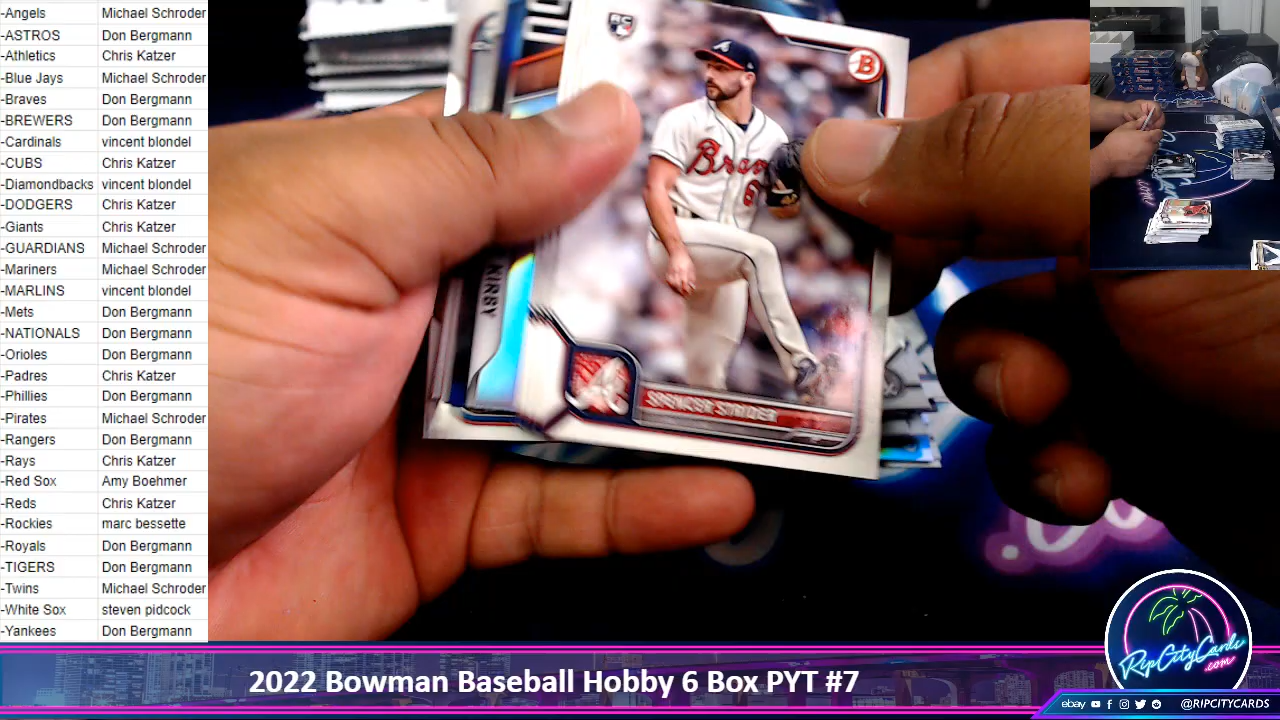 -Angels Michael Schroder
-ASTROS Don Bergmann
-Athletics Chris Katzer
-Blue Jays Michael Schroder
-Braves Don Bergmann
-BREWERS Don Bergmann
-Cardinals vincent blondel
-CUBS Chris Katzer
-Diamondbacks vincent blondel
-DODGERS Chris Katzer
-Giants Chris Katzer
-GUARDIANS Michael Schroder
-Mariners Michael Schroder
-MARLINS vincent blondel
-Mets Don Bergmann
-NATIONALS Don Bergmann
-Orioles Don Bergmann
-Padres Chris Katzer
-Phillies Don Bergmann
-Pirates Michael Schroder
-Rangers Don Bergmann
-Rays Chris Katzer
-Red Sox Amy Boehmer
-Reds Chris Katzer
-Rockies marc bessette
-Royals Don Bergmann
-TIGERS Don Bergmann
-Twins Michael Schroder
-White Sox steven pidcock
-Yankees Don Bergmann
RC
B
KIRBY
SPENCER STRIDER
RipCityCards
.com
2022 Bowman Baseball Hobby 6 Box PYT #7
ebay @RIPCITYCARDS